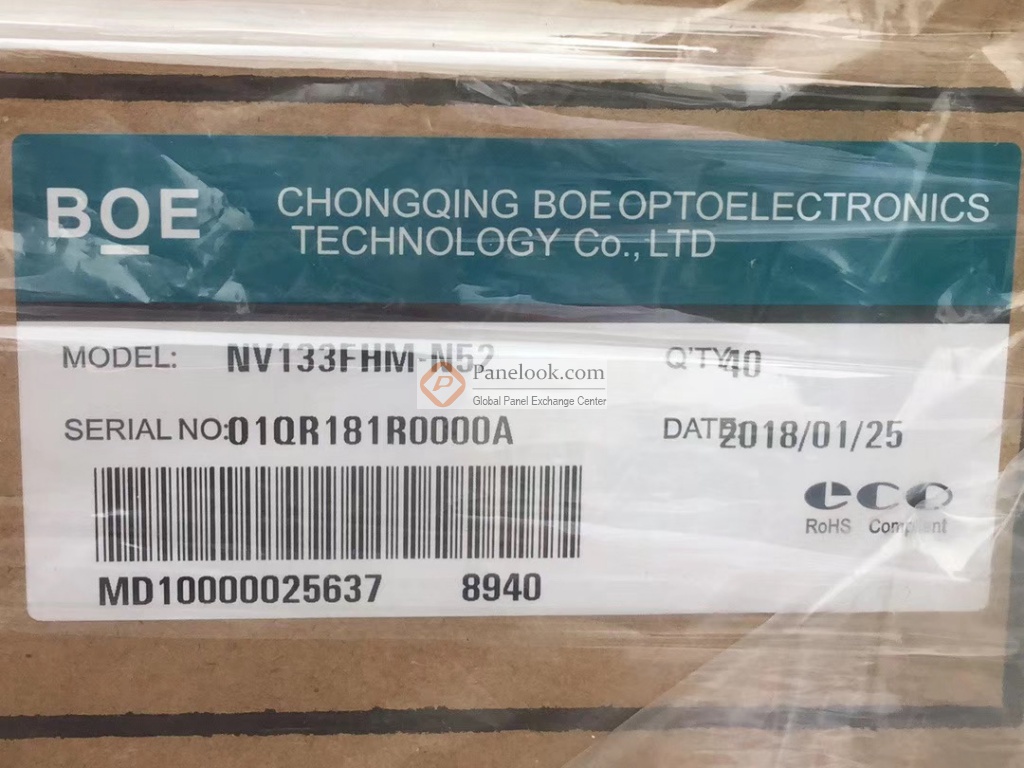 BOE
CHONGQING BOE OPTOELECTRONICS
TECHNOLOGY Co., LTD
MODEL: NV133FHM-N52 Q'TY 40
Panelook.com
Global Panel Exchange Center
SERIAL NO:01QR181R0000A DATE 2018/01/25
eco
RoHS Compliant
MD10000025637 8940